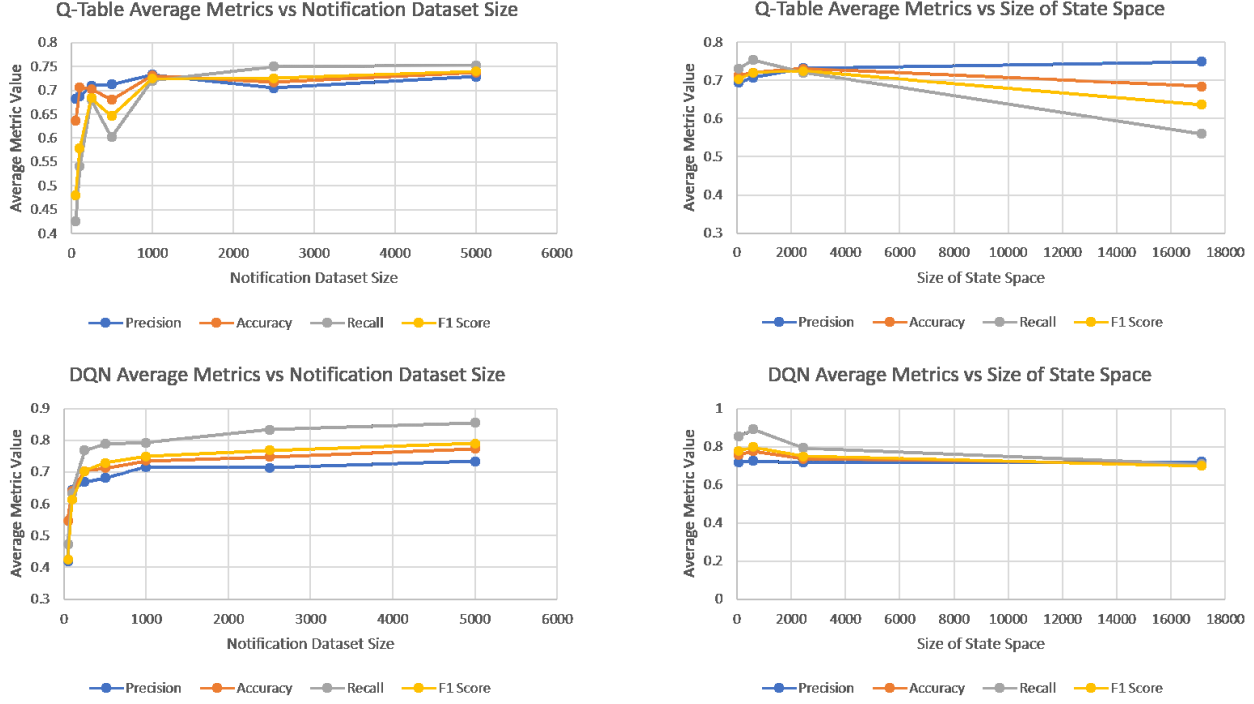 Q-Table Average Metrics vs Notification Dataset Size
Average Metric Value
0.8
0.75
0.7
0.65
0.6
0.55
0.5
0.45
0.4
0 1000 2000 3000 4000 5000 6000
Notification Dataset Size
Precision Accuracy Recall F1 Score
Q-Table Average Metrics vs Size of State Space
Average Metric Value
0.8
0.7
0.6
0.5
0.4
0.3
0 2000 4000 6000 8000 10000 12000 14000 16000 18000
Size of State Space
Precision Accuracy Recall F1 Score
DQN Average Metrics vs Notification Dataset Size
Average Metric Value
0.9
0.8
0.7
0.6
0.5
0.4
0.3
0 1000 2000 3000 4000 5000 6000
Notification Dataset Size
Precision Accuracy Recall F1 Score
DQN Average Metrics vs Size of State Space
Average Metric Value
1
0.8
0.6
0.4
0.2
0
0 2000 4000 6000 8000 10000 12000 14000 16000 18000
Size of State Space
Precision Accuracy Recall F1 Score